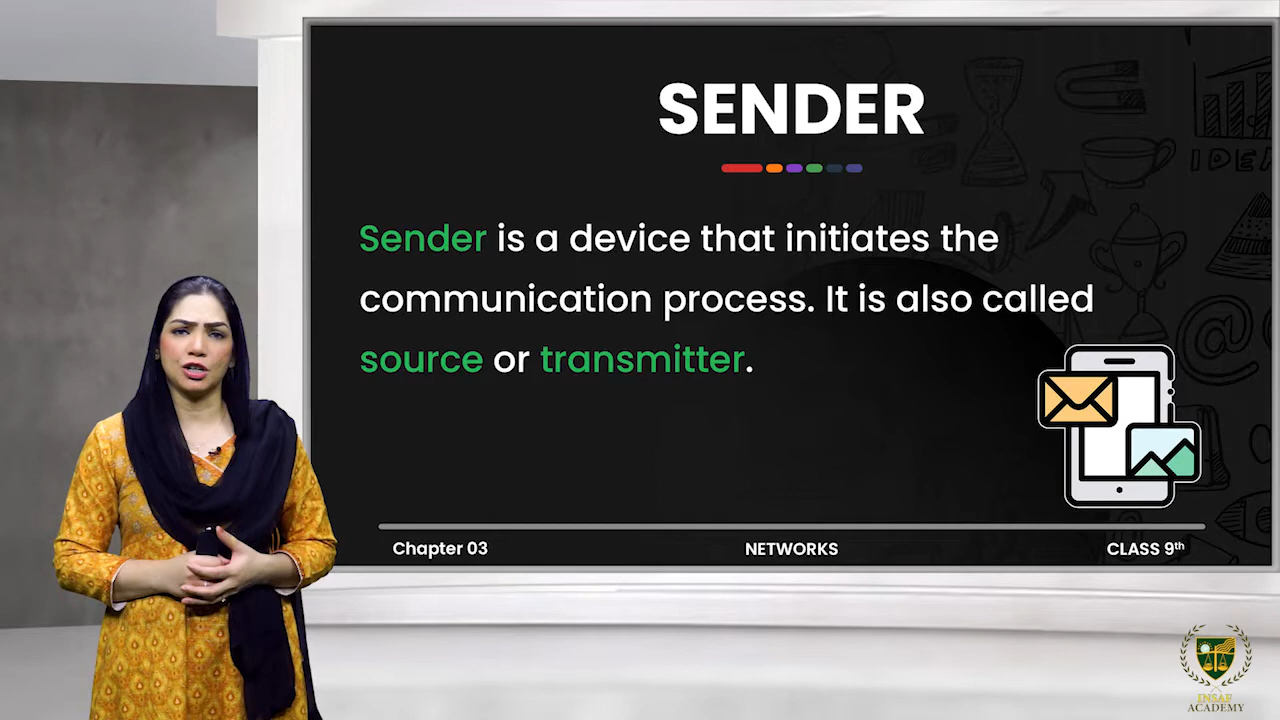 SENDER
Sender is a device that initiates the
communication process. It is also called
source or transmitter.
Chapter 03
NETWORKS
CLASS 9th
IDEA
@
INSAF
ACADEMY